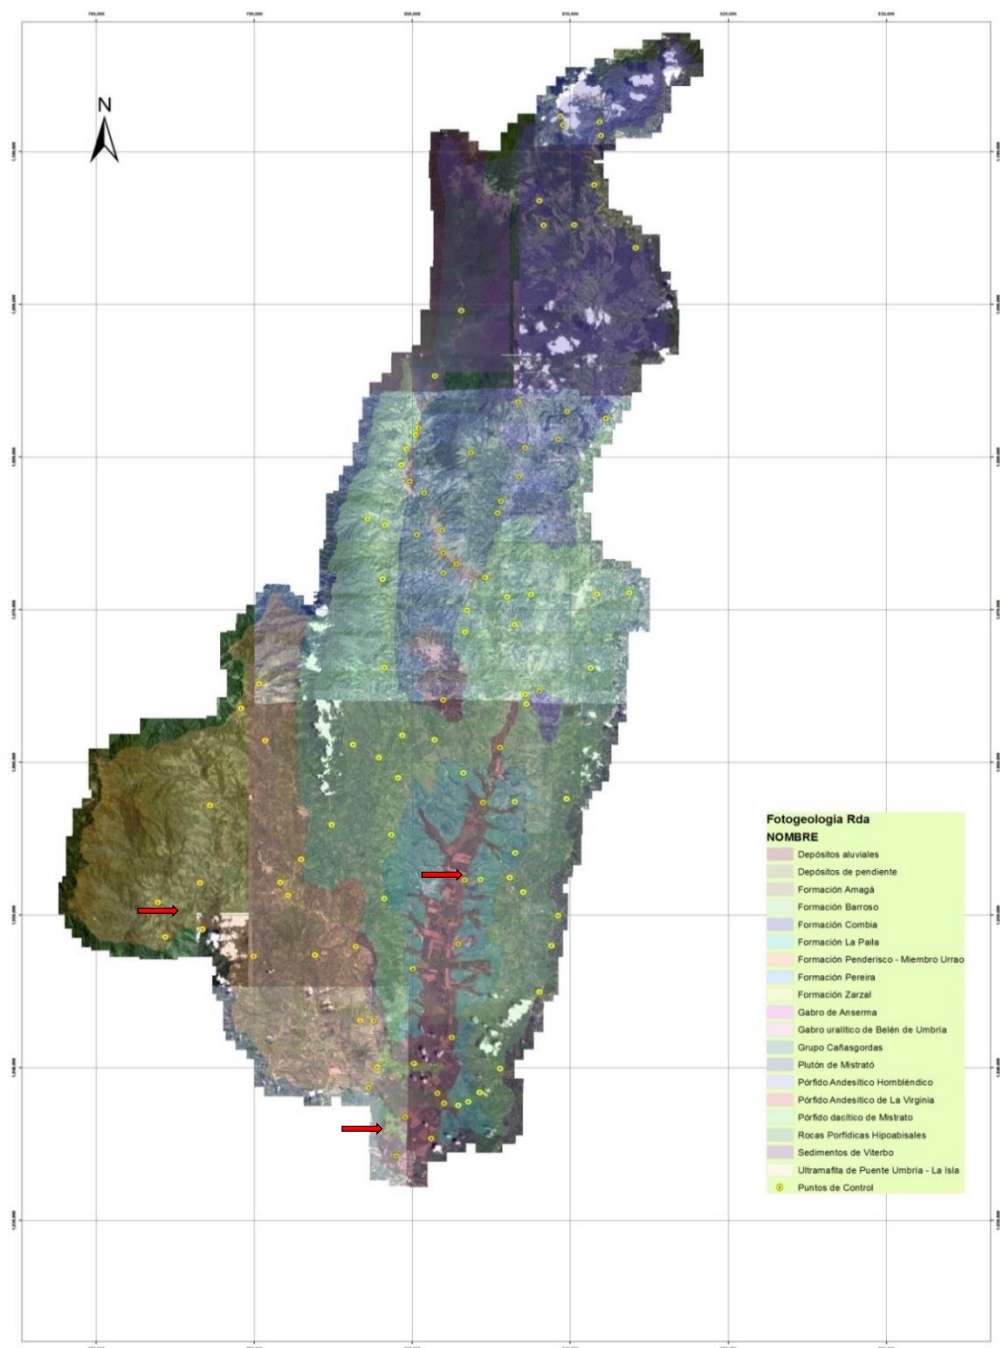 N
Fotogeologia Rda
NOMBRE
Depósitos aluviales
Depósitos de pendiente
Formación Amagá
Formación Barroso
Formación Combia
Formación La Paila
Formación Penderisco - Miembro Urrao
Formación Pereira
Formación Zarzal
Gabro de Anserma
Gabro uralítico de Belén de Umbría
Grupo Cañasgordas
Plutón de Mistrató
Pórfido Andesítico Hornbléndico
Pórfido Andesítico de La Virginia
Pórfido dacítico de Mistrato
Rocas Porfídicas Hipoabisales
Sedimentos de Viterbo
Ultramafita de Puente Umbria - La Isla
Puntos de Control